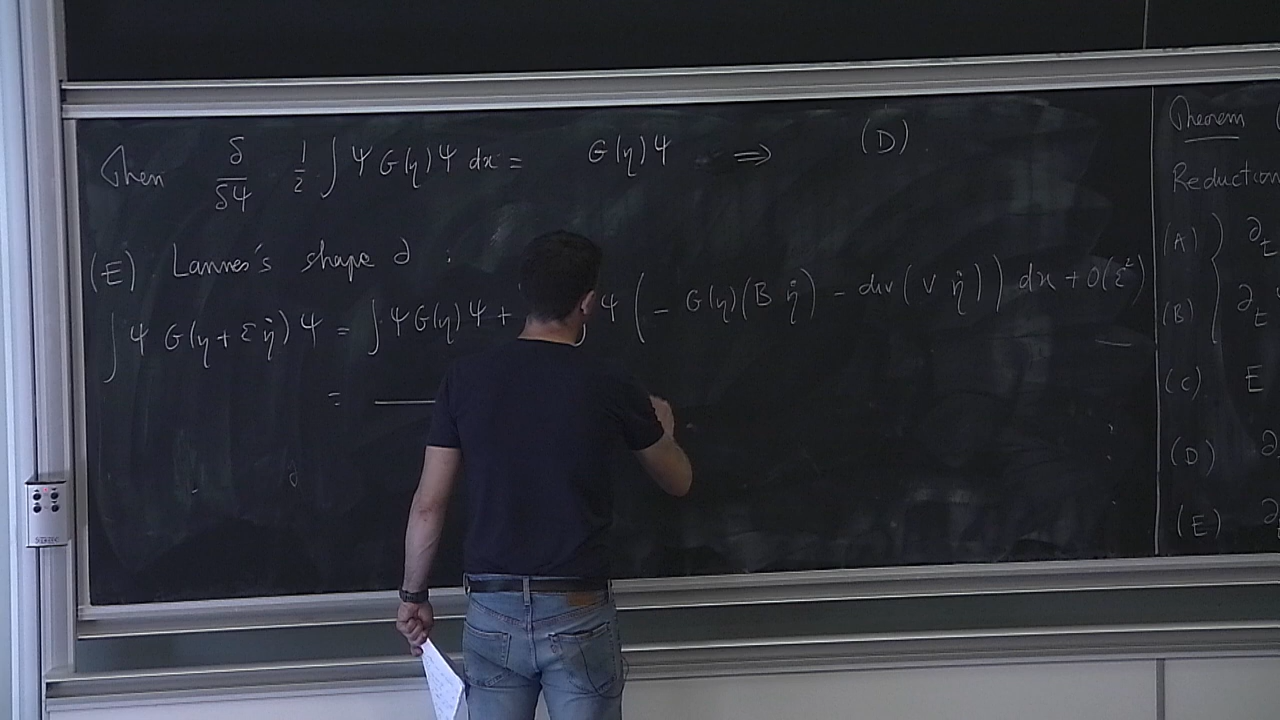 Then δ/δΨ 1/2 ∫ Ψ G(η)Ψ dx = G(η)Ψ ⟹ (D).
(E) Lannes's shape ∂ :
∫ Ψ G(η+εη̇)Ψ = ∫ Ψ G(η)Ψ + Ψ ( − G(η)(B η̇) − div(V η̇)) dx + O(ε²)
=
Theorem
Reduction
(A) ∂t
(B) ∂t
(C) E
(D) ∂
(E) ∂